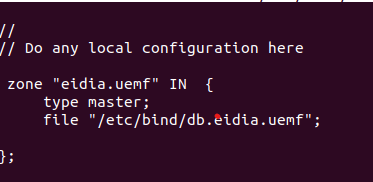 //
// Do any local configuration here
zone "eidia.uemf" IN  {
    type master;
    file "/etc/bind/db.eidia.uemf";
};